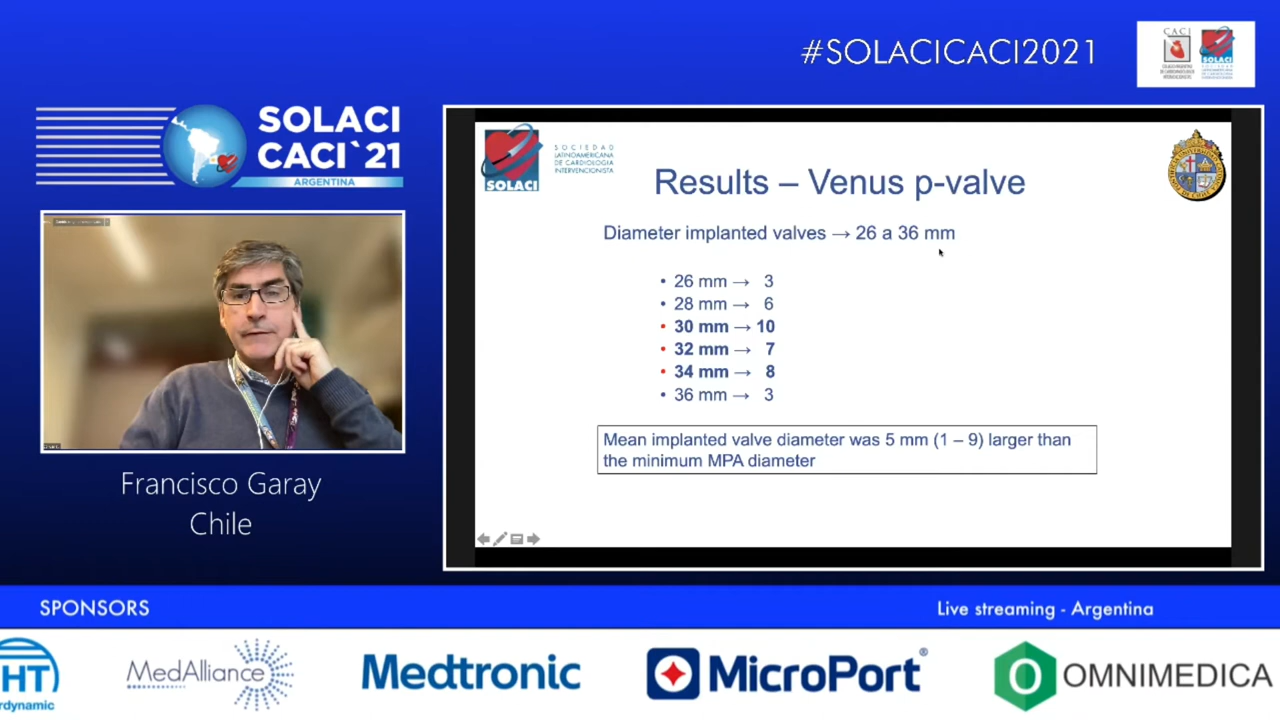 #SOLACICACI2021
CACI
SOLACI
SOLACI
CACI`21
ARGENTINA
SOCIEDAD
LATINOAMERICANA
DE CARDIOLOGIA
INTERVENCIONISTA
SOLACI
Results – Venus p-valve
Diameter implanted valves → 26 a 36 mm
• 26 mm → 3
• 28 mm → 6
• 30 mm → 10
• 32 mm → 7
• 34 mm → 8
• 36 mm → 3
Mean implanted valve diameter was 5 mm (1 – 9) larger than
the minimum MPA diameter
Francisco Garay
Chile
SPONSORS
Live streaming - Argentina
HT
rdynamic
MedAlliance
Medtronic
MicroPort®
OMNIMEDICA